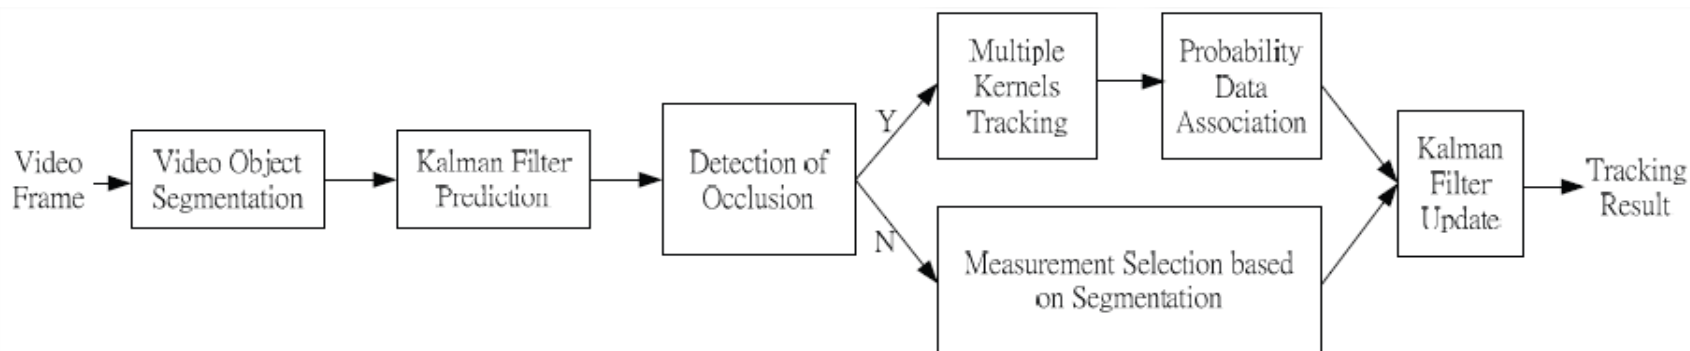 Video
Frame
Video Object
Segmentation
Kalman Filter
Prediction
Detection of
Occlusion
Y
N
Multiple
Kernels
Tracking
Probability
Data
Association
Measurement Selection based
on Segmentation
Kalman
Filter
Update
Tracking
Result